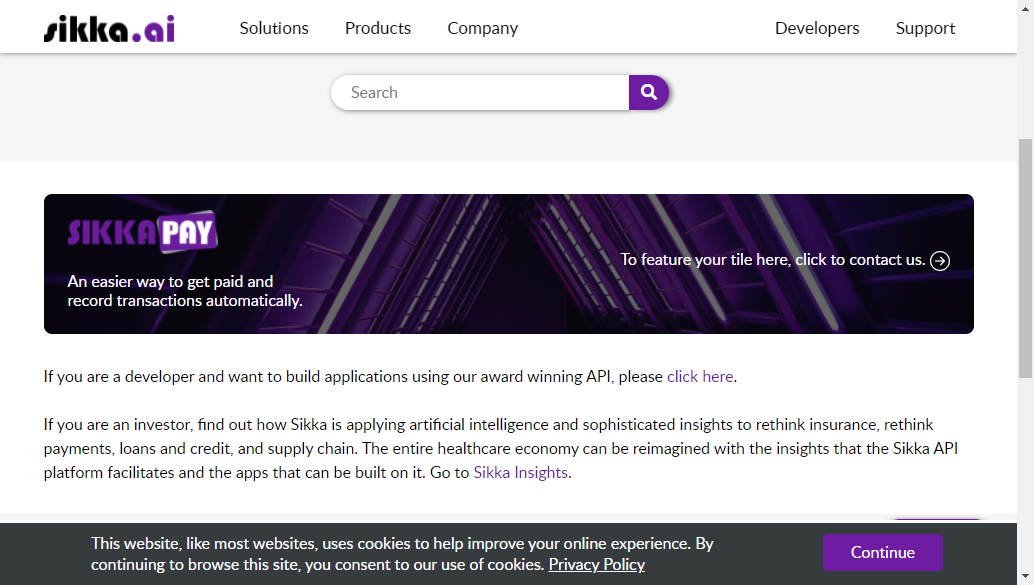 sikka.ai
Solutions
Products
Company
Developers
Support
Search
SIKKAPAY
An easier way to get paid and
record transactions automatically.
To feature your tile here, click to contact us.
If you are a developer and want to build applications using our award winning API, please click here.
If you are an investor, find out how Sikka is applying artificial intelligence and sophisticated insights to rethink insurance, rethink
payments, loans and credit, and supply chain. The entire healthcare economy can be reimagined with the insights that the Sikka API
platform facilitates and the apps that can be built on it. Go to Sikka Insights.
This website, like most websites, uses cookies to help improve your online experience. By
continuing to browse this site, you consent to our use of cookies. Privacy Policy
Continue